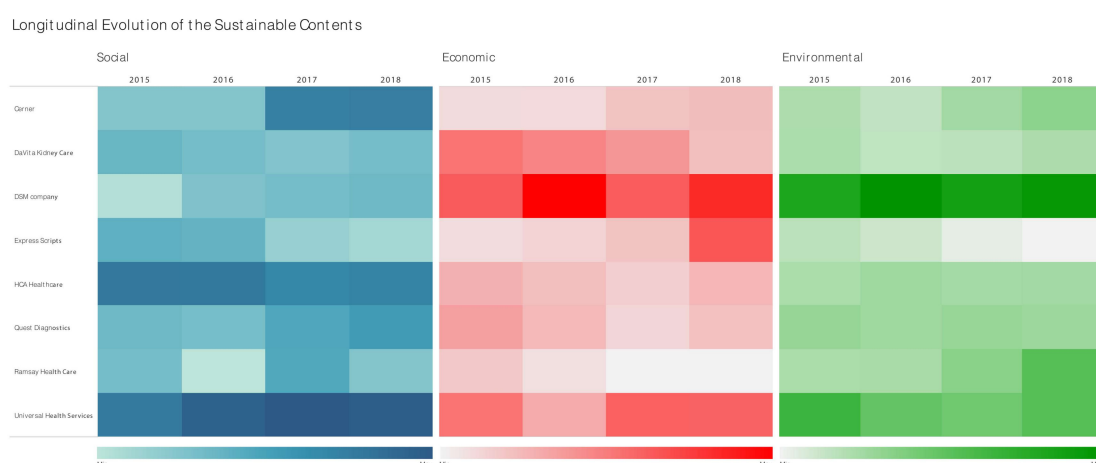 Longitudinal Evolution of the Sustainable Contents
Social Economic Environmental
2015 2016 2017 2018 2015 2016 2017 2018 2015 2016 2017 2018
Cerner
DaVita Kidney Care
DSM company
Express Scripts
HCA Healthcare
Quest Diagnostics
Ramsay Health Care
Universal Health Services